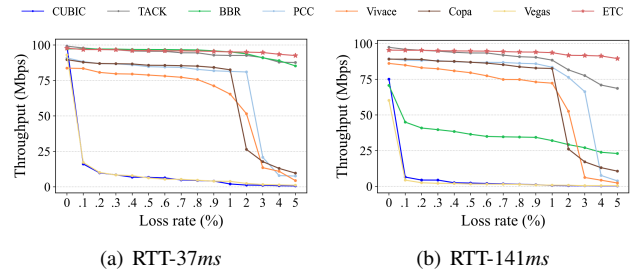 CUBIC TACK BBR PCC Vivace Copa Vegas ETC
Throughput (Mbps)
100
75
50
25
0
0 .1 .2 .3 .4 .5 .6 .7 .8 .9 1 2 3 4 5
Loss rate (%)
(a) RTT-37ms
Throughput (Mbps)
100
75
50
25
0
0 .1 .2 .3 .4 .5 .6 .7 .8 .9 1 2 3 4 5
Loss rate (%)
(b) RTT-141ms